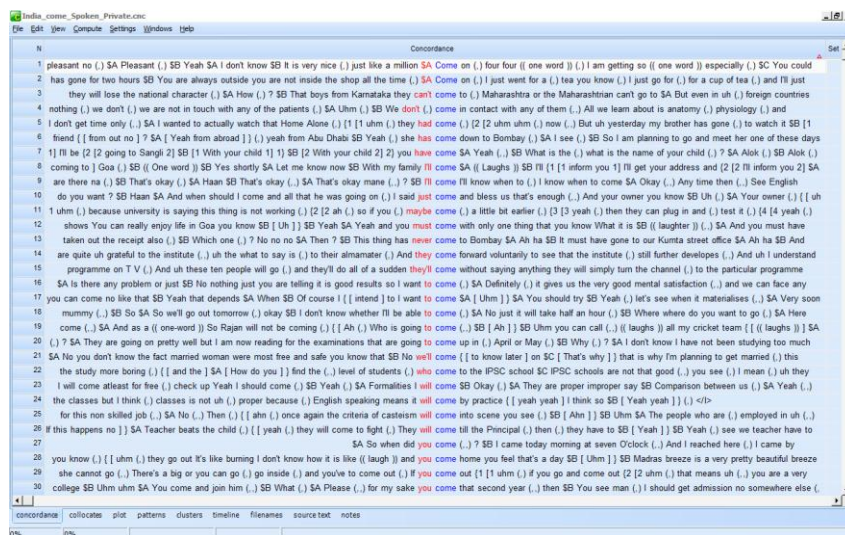 India_come_Spoken_Private.cnc
File Edit View Compute Settings Windows Help
N Concordance Set
1 pleasant no (.) $A Pleasant (.) $B Yeah $A I don't know $B It is very nice (.) just like a million $A Come on (.) four four (( one word )) (.) I am getting so (( one word )) especially (.) $C You could
2 has gone for two hours $B You are always outside you are not inside the shop all the time (.) $A Come on (.) I just went for a (.) tea you know (.) I just go for (.) for a cup of tea (.) and I'll just
3 they will lose the national character (.) $A How (.) ? $B That boys from Karnataka they can't come to (.) Maharashtra or the Maharashtrian can't go to $A But even in uh (.) foreign countries
4 nothing (.) we don't (.) we are not in touch with any of the patients (.) $A Uhm (.) $B We don't (.) come in contact with any of them (.) All we learn about is anatomy (.) physiology (.) and
5 I don't get time only (.,) $A I wanted to actually watch that Home Alone (.) [1 [1 uhm (.) they had come (.) [2 [2 uhm uhm (.) now (.) But uh yesterday my brother has gone (.) to watch it $B [1
6 friend { [ from out no ] ? $A [ Yeah from abroad ] } (.) yeah from Abu Dhabi $B Yeah (.) she has come down to Bombay (.) $A I see (.) $B So I am planning to go and meet her one of these days
7 1] I'll be {2 [2 going to Sangli 2] $B [1 With your child 1] 1} $B [2 With your child 2] 2} you have come $A Yeah (.,) $B What is the (.) what is the name of your child (.) ? $A Alok (.) $B Alok (.)
8 coming to ] Goa (.) $B (( One word )) $B Yes shortly $A Let me know now $B With my family I'll come $A (( Laughs )) $B I'll {1 [1 inform you 1] I'll get your address and {2 [2 I'll inform you 2] $A
9 are there na (.) $B That's okay (.) $A Haan $B That's okay (.,) $A That's okay mane (.,) ? $B I'll come I'll know when to (.) I know when to come $A Okay (.,) Any time then (.,) See English
10 do you want ? $B Haan $A And when should I come and all that he was going on (.) I said just come and bless us that's enough (.,) And your owner you know $B Uh (.) $A Your owner (.) { [ uh
11 1 uhm (.) because university is saying this thing is not working (.) [2 [2 ah (.) so if you (.) maybe come (.) a little bit earlier (.) {3 [3 yeah (.) then they can plug in and (.) test it (.) {4 [4 yeah (.)
12 shows You can really enjoy life in Goa you know $B [ Uh ] } $B Yeah $A Yeah and you must come with only one thing that you know What it is $B (( laughter )) (.,) $A And you must have
13 taken out the receipt also (.) $B Which one (.) ? No no no $A Then ? $B This thing has never come to Bombay $A Ah ha $B It must have gone to our Kumta street office $A Ah ha $B And
14 are quite uh grateful to the institute (.,) uh the what to say is (.) to their almamater (.) And they come forward voluntarily to see that the institute (.) still further developes (.,) And uh I understand
15 programme on T V (.) And uh these ten people will go (.) and they'll do all of a sudden they'll come without saying anything they will simply turn the channel (.) to the particular programme
16 $A Is there any problem or just $B No nothing just you are telling it is good results so I want to come (.) $A Definitely (.) it gives us the very good mental satisfaction (.,) and we can face any
17 you can come no like that $B Yeah that depends $A When $B Of course I { [ intend ] to I want to come $A [ Uhm ] } $A You should try $B Yeah (.) let's see when it materialises (.,) $A Very soon
18 mummy (.,) $B So $A So we'll go out tomorrow (.) okay $B I don't know whether I'll be able to come (.) $A No just it will take half an hour (.) $B Where where do you want to go (.) $A Here
19 come (.,) $A And as a (( one-word )) So Rajan will not be coming (.) { [ Ah (.) Who is going to come (.,) $B [ Ah ] } $B Uhm you can call (.,) (( laughs )) all my cricket team { [ (( laughs )) ] $A
20 (.) ? $A They are going on pretty well but I am now reading for the examinations that are going to come up in (.) April or May (.) $B Why (.) ? $A I don't know I have not been studying too much
21 $A No you don't know the fact married woman were most free and safe you know that $B No we'll come { [ to know later ] on $C [ That's why ] } that is why I'm planning to get married (.) this
22 the study more boring (.) { [ and the ] $A [ How do you ] } find the (.,) level of students (.) who come to the IPSC school $C IPSC schools are not that good (.,) you see (.) I mean (.) uh they
23 I will come atleast for free (.) check up Yeah I should come (.) $B Yeah (.) $A Formalities I will come $B Okay (.) $A They are proper improper say $B Comparison between us (.) $A Yeah (.,)
24 the classes but I think (.) classes is not uh (.) proper because (.) English speaking means it will come by practice { [ yeah yeah ] I think so $B [ Yeah yeah ] } (.) </I>
25 for this non skilled job (.,) $A No (.,) Then (.) { [ ahn (.) once again the criteria of casteism will come into scene you see (.) $B [ Ahn ] } $B Uhm $A The people who are (.) employed in uh (.,)
26 If this happens no ] } $A Teacher beats the child (.) { [ yeah (.) they will come to fight (.) They will come till the Principal (.) then (.) they have to $B [ Yeah ] } $B Yeah (.) see we teacher have to
27 $A So when did you come (.,) ? $B I came today morning at seven O'clock (.,) And I reached here (.) I came by
28 you know (.) { [ uhm (.) they go out It's like burning I don't know how it is like (( laugh )) and you come home you feel that's a day $B [ Uhm ] } $B Madras breeze is a very pretty beautiful breeze
29 she cannot go (.,) There's a big or you can go (.) go inside (.) and you've to come out (.) If you come out {1 [1 uhm (.) if you go and come out {2 [2 uhm (.) that means uh (.,) you are a very
30 college $B Uhm uhm $A You come and join him (.,) $B What (.) $A Please (.,) for my sake you come that second year (.,) then $B You see man (.) I should get admission no somewhere else (.
concordance collocates plot patterns clusters timeline filenames source text notes
0% 0%